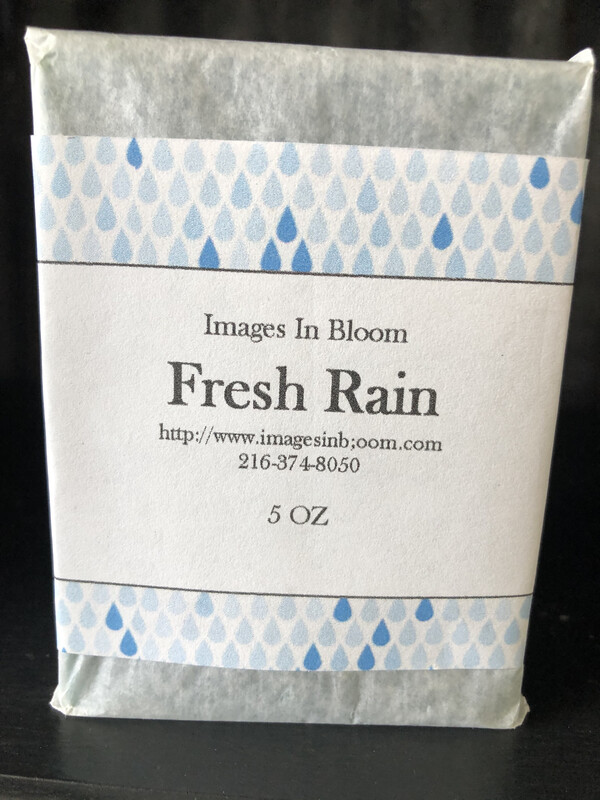 Images In Bloom
Fresh Rain
http://www.imagesinb;oom.com
216-374-8050
5 OZ